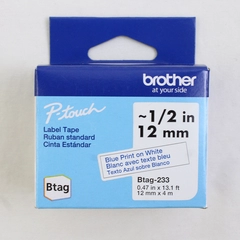 brother
at your side
P-touch
~1/2 in
12 mm
Label Tape
Ruban standard
Cinta Estándar
Blue Print on White
Blanc avec texte bleu
Texto Azul sobre Blanco
Btag
Btag-233
0.47 in x 13.1 ft
12 mm x 4 m